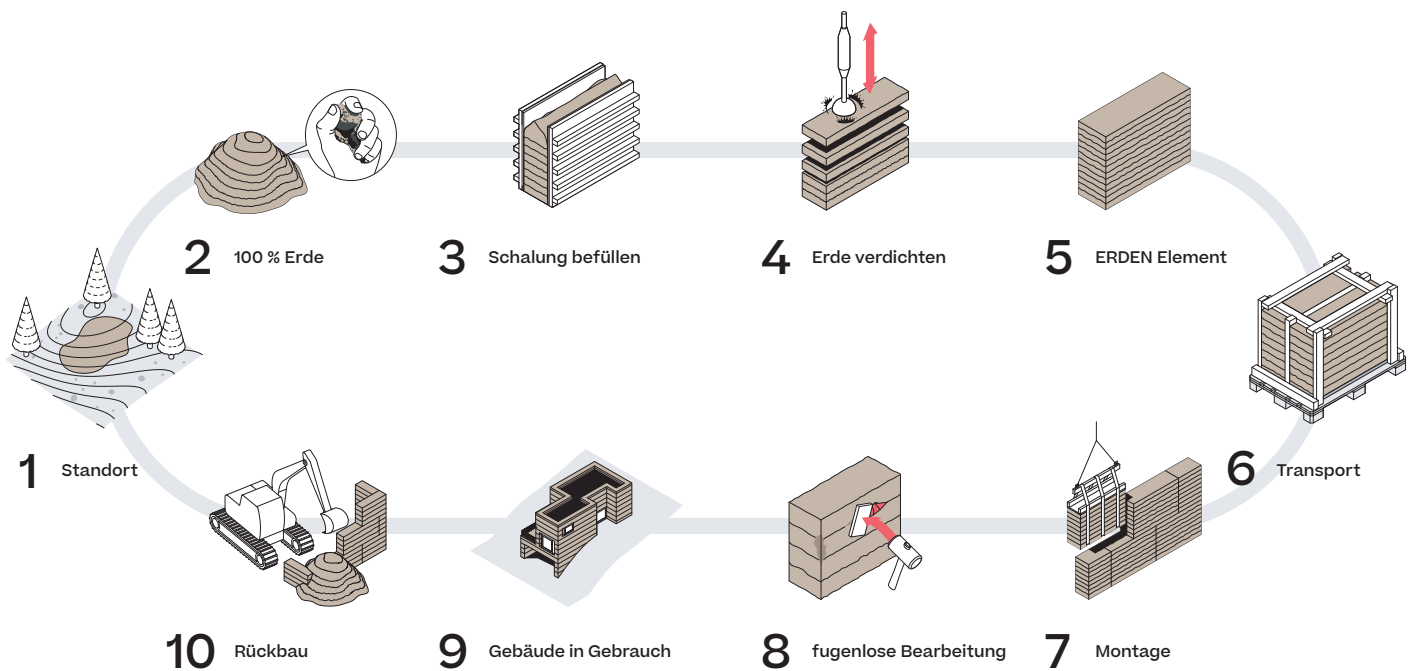 1 Standort
2 100 % Erde
3 Schalung befüllen
4 Erde verdichten
5 ERDEN Element
6 Transport
7 Montage
8 fugenlose Bearbeitung
9 Gebäude in Gebrauch
10 Rückbau